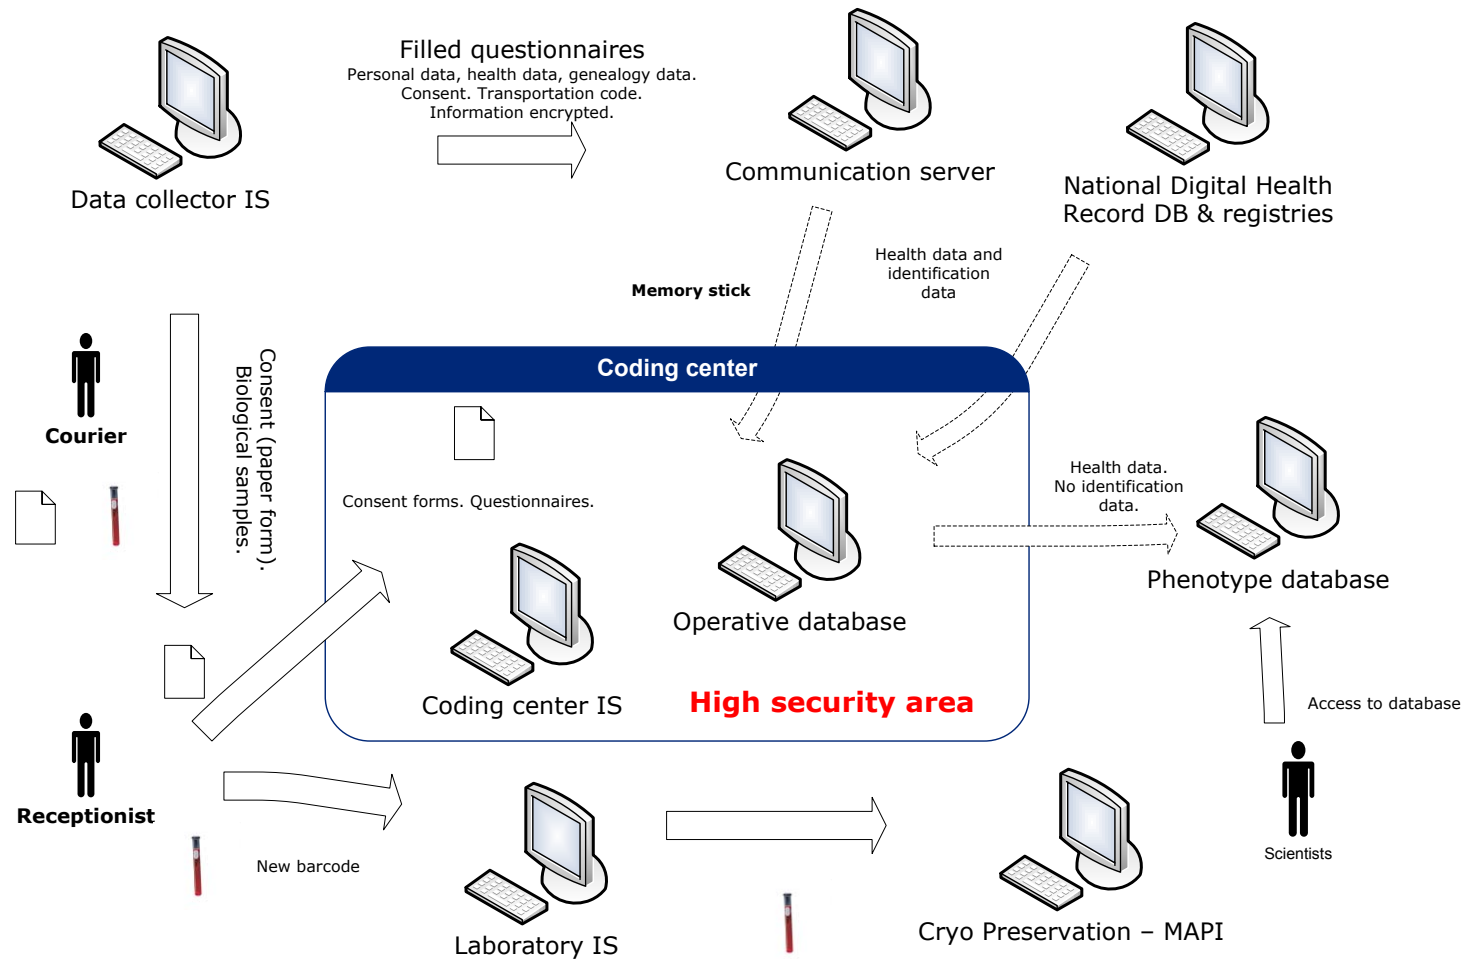 Filled questionnaires
Personal data, health data, genealogy data.
Consent. Transportation code.
Information encrypted.
Data collector IS
Communication server
National Digital Health
Record DB & registries
Health data and
identification
data
Memory stick
Consent (paper form).
Biological samples.
Courier
Coding center
Consent forms. Questionnaires.
Health data.
No identification
data.
Phenotype database
Operative database
Coding center IS
High security area
Access to database
Receptionist
New barcode
Scientists
Laboratory IS
Cryo Preservation – MAPI